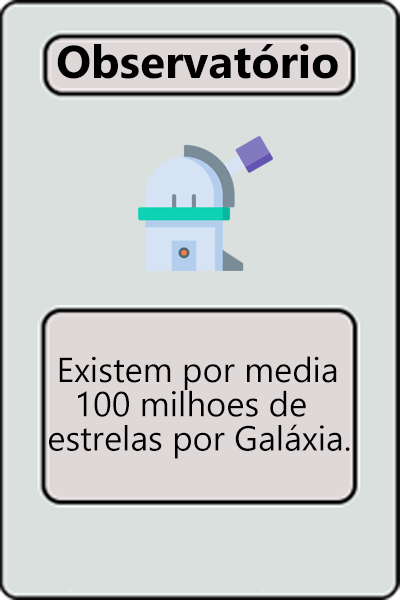 Observatório
Existem por media
100 milhoes de
estrelas por Galáxia.